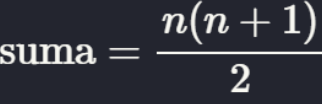 suma = n(n + 1) / 2